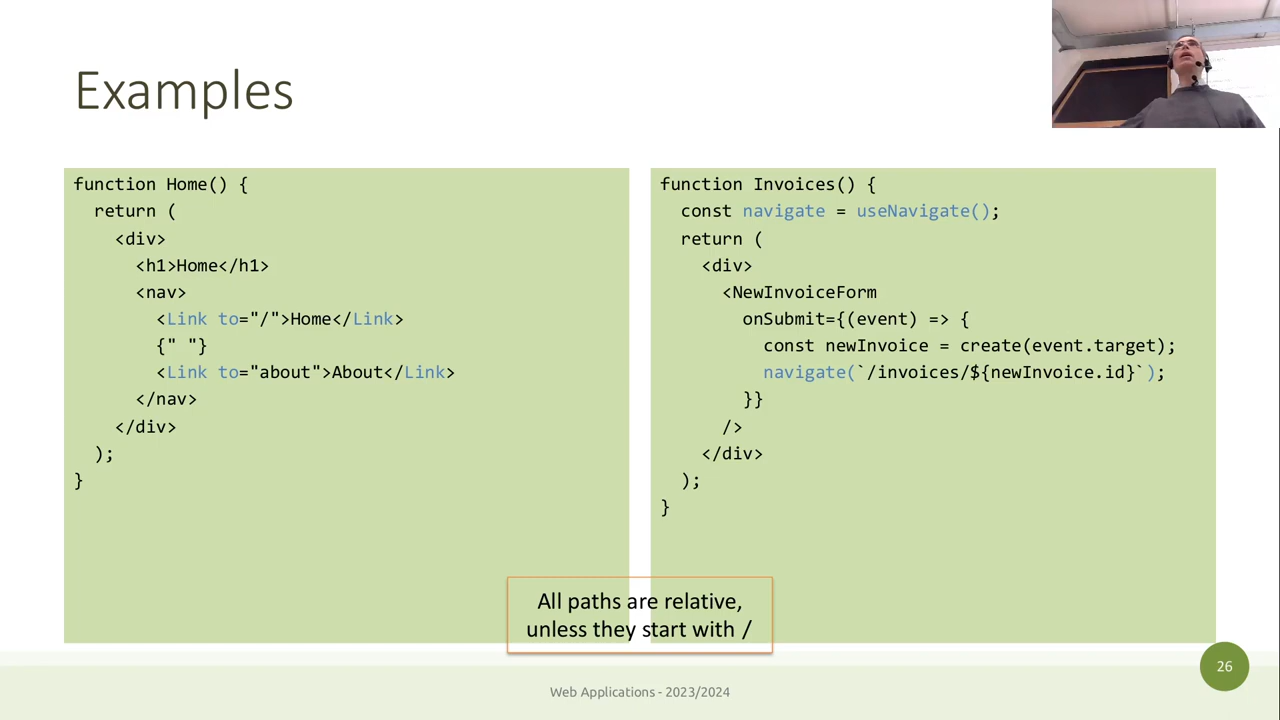 Examples
function Home() {
  return (
    <div>
      <h1>Home</h1>
      <nav>
        <Link to="/">Home</Link>
        {" "}
        <Link to="about">About</Link>
      </nav>
    </div>
  );
}
function Invoices() {
  const navigate = useNavigate();
  return (
    <div>
      <NewInvoiceForm
        onSubmit={(event) => {
          const newInvoice = create(event.target);
          navigate(`/invoices/${newInvoice.id}`);
        }}
      />
    </div>
  );
}
All paths are relative,
unless they start with /
Web Applications - 2023/2024
26